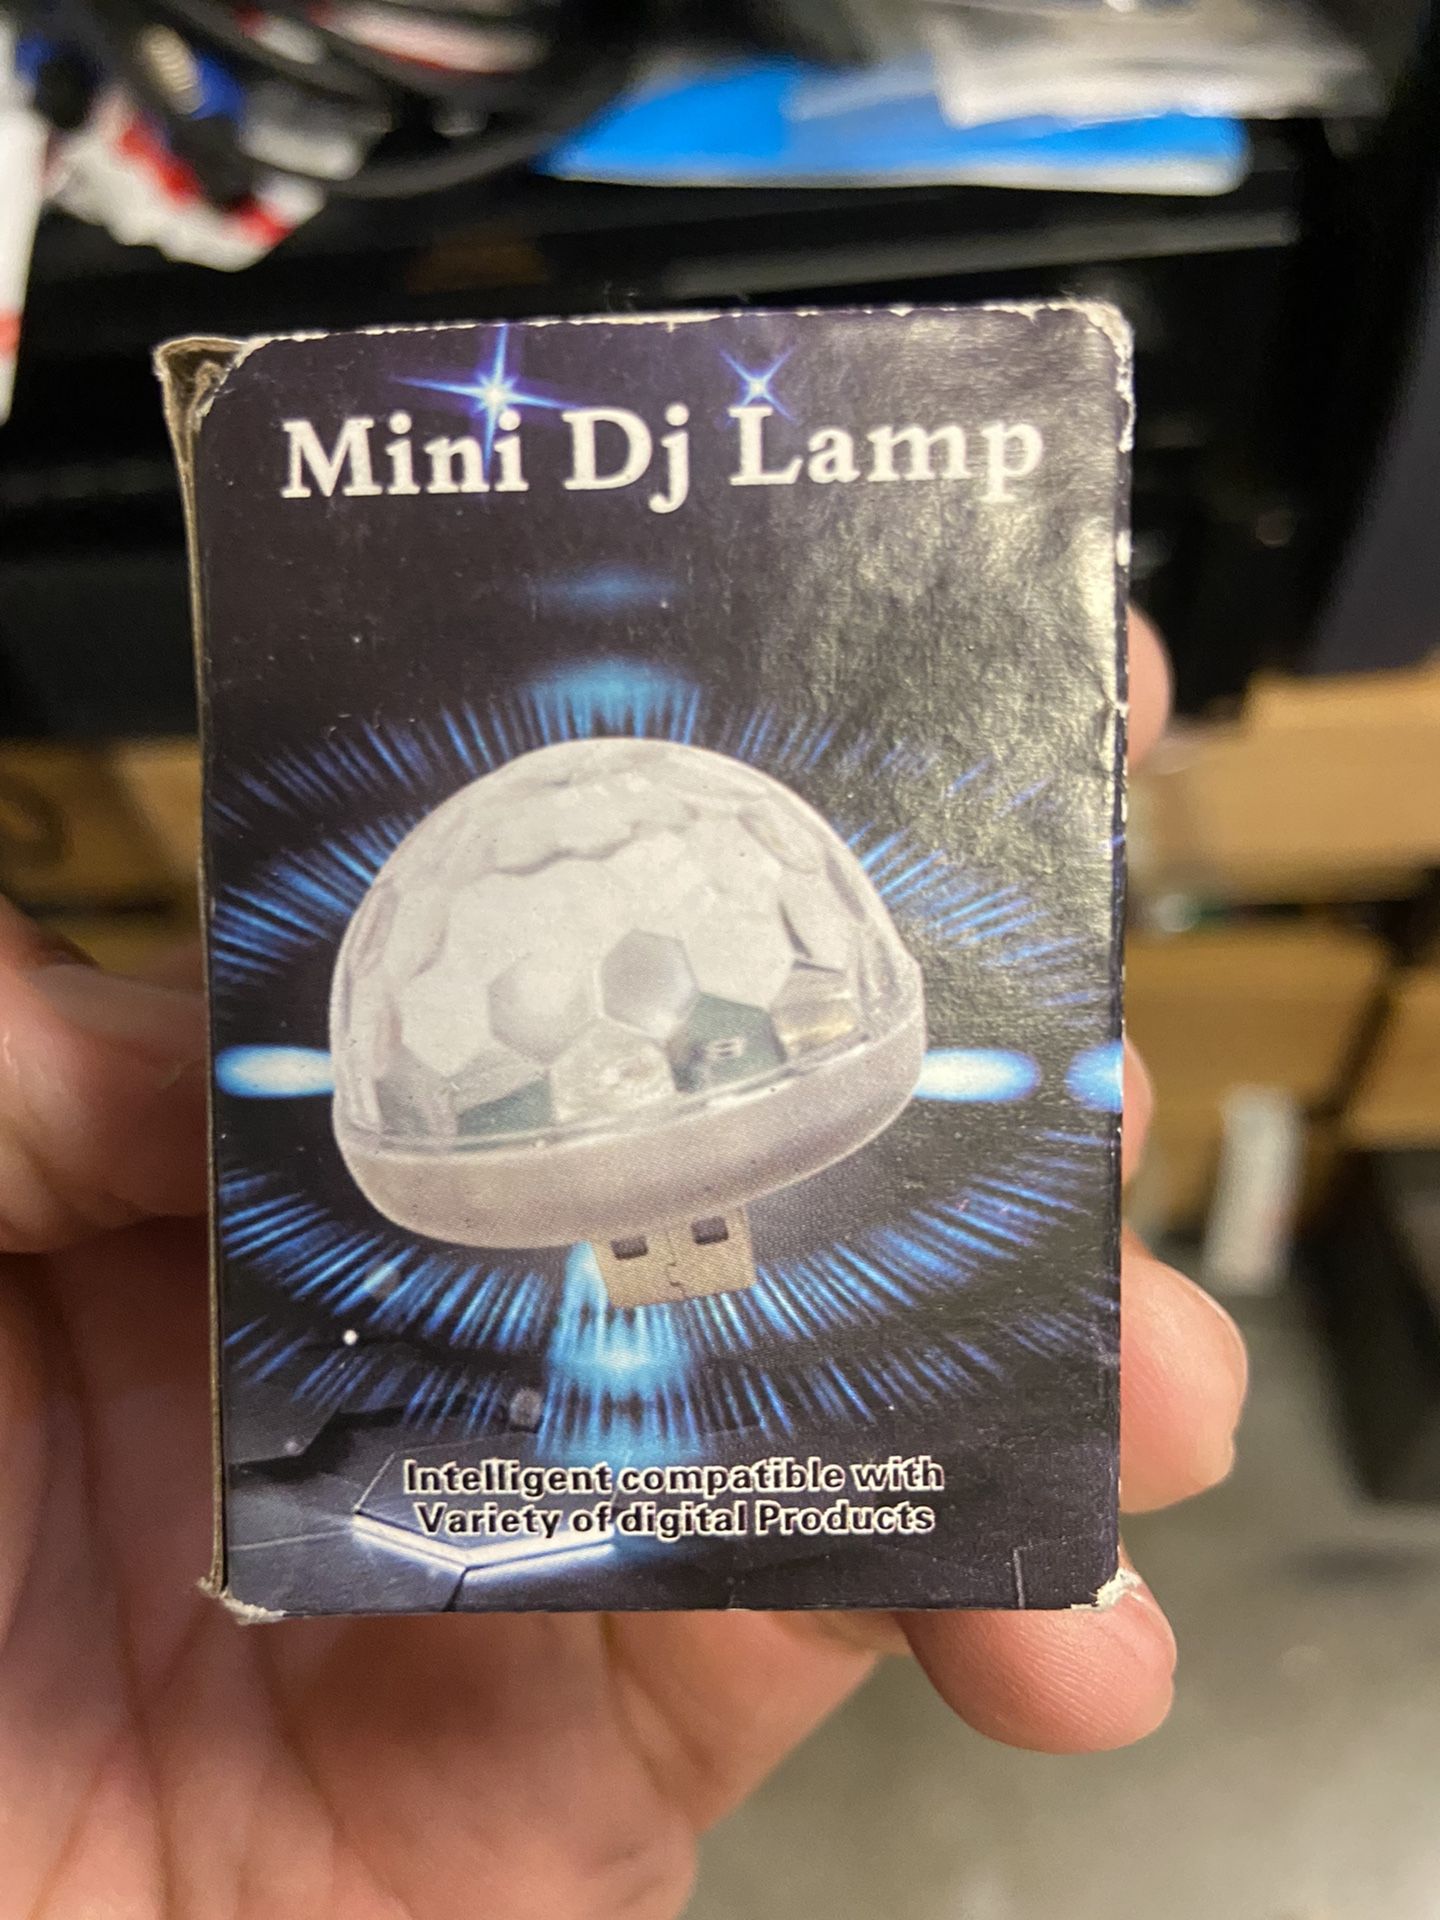 Mini Dj Lamp
Intelligent compatible with
Variety of digital Products